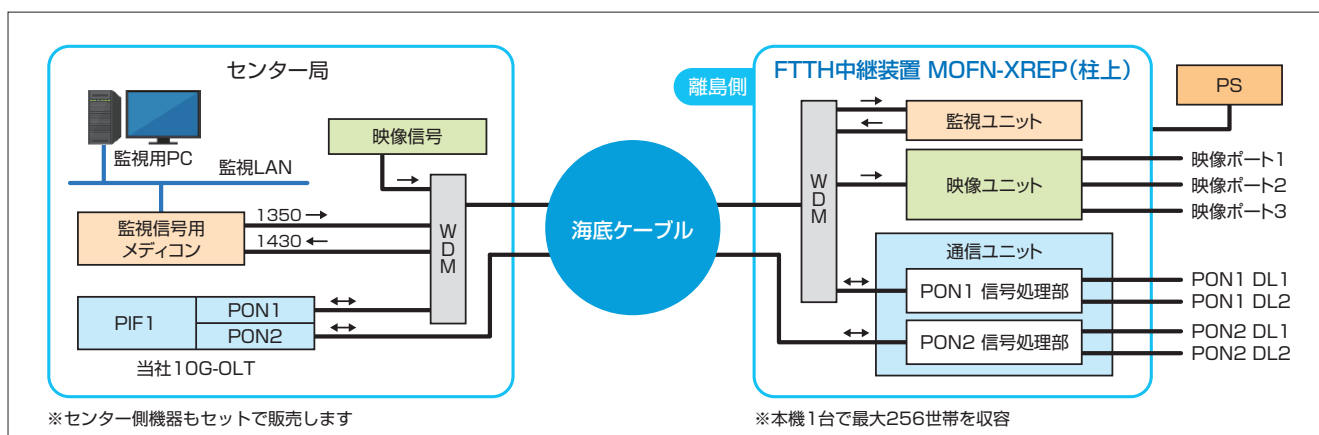 センター局
監視用PC
監視LAN
映像信号
監視信号用
メディコン
1350→
1430←
→
WDM
PIF1
PON1
PON2
↔
↔
当社10G-OLT
※センター側機器もセットで販売します
海底ケーブル
離島側
FTTH中継装置 MOFN-XREP(柱上)
PS
WDM
→
←
監視ユニット
→
映像ユニット
映像ポート1
映像ポート2
映像ポート3
通信ユニット
↔
PON1 信号処理部
PON1 DL1
PON1 DL2
↔
PON2 信号処理部
PON2 DL1
PON2 DL2
※本機1台で最大256世帯を収容